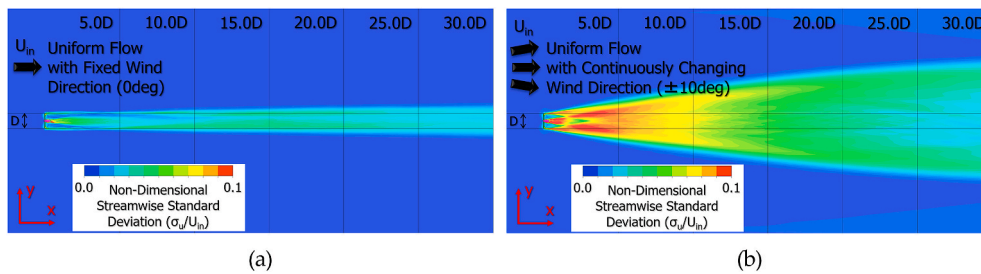 5.0D 10.0D 15.0D 20.0D 25.0D 30.0D
Uin Uniform Flow
with Fixed Wind
Direction (0deg)
D
0.0 0.1
Non-Dimensional
Streamwise Standard
Deviation (σu/Uin)
y
x
(a)
5.0D 10.0D 15.0D 20.0D 25.0D 30.0D
Uin
Uniform Flow
with Continuously Changing
Wind Direction (±10deg)
D
0.0 0.1
Non-Dimensional
Streamwise Standard
Deviation (σu/Uin)
y
x
(b)